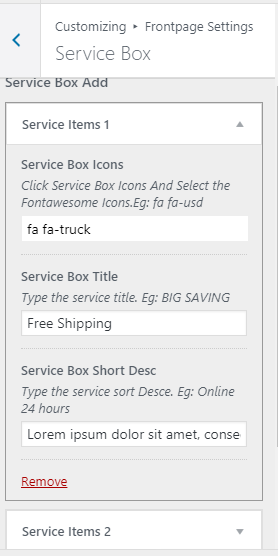 Customizing ▸ Frontpage Settings
Service Box
Service Box Add
Service Items 1
Service Box Icons
Click Service Box Icons And Select the
Fontawesome Icons.Eg: fa fa-usd
fa fa-truck
Service Box Title
Type the service title. Eg: BIG SAVING
Free Shipping
Service Box Short Desc
Type the service sort Desce. Eg: Online
24 hours
Lorem ipsum dolor sit amet, conse
Remove
Service Items 2